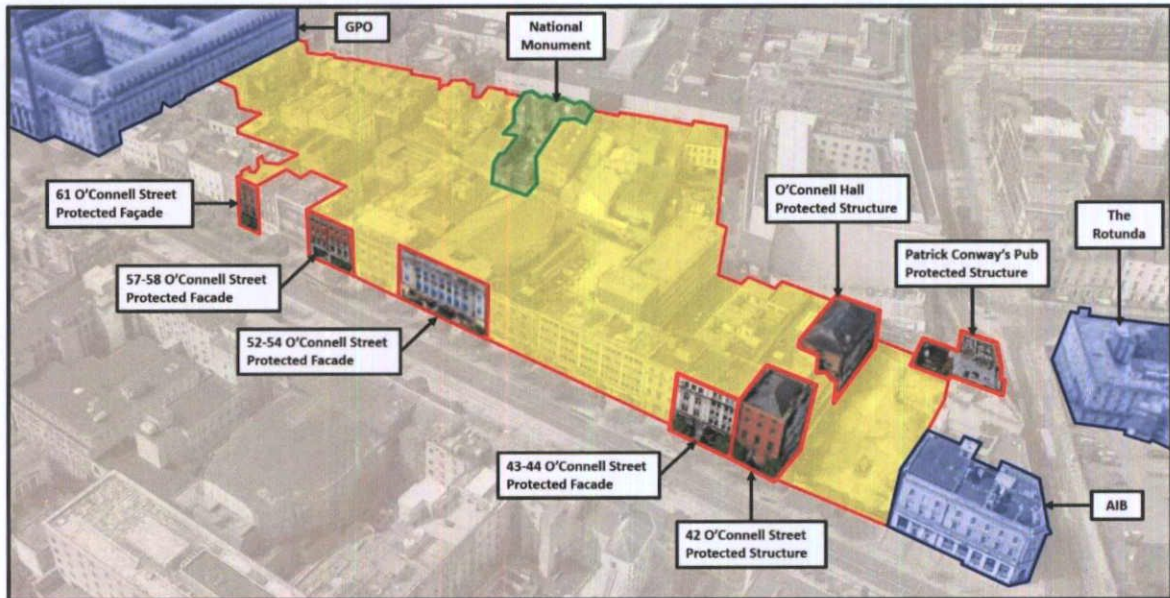 GPO
National
Monument
61 O'Connell Street
Protected Façade
O'Connell Hall
Protected Structure
The
Rotunda
Patrick Conway's Pub
Protected Structure
57-58 O'Connell Street
Protected Facade
52-54 O'Connell Street
Protected Facade
43-44 O'Connell Street
Protected Facade
AIB
42 O'Connell Street
Protected Structure